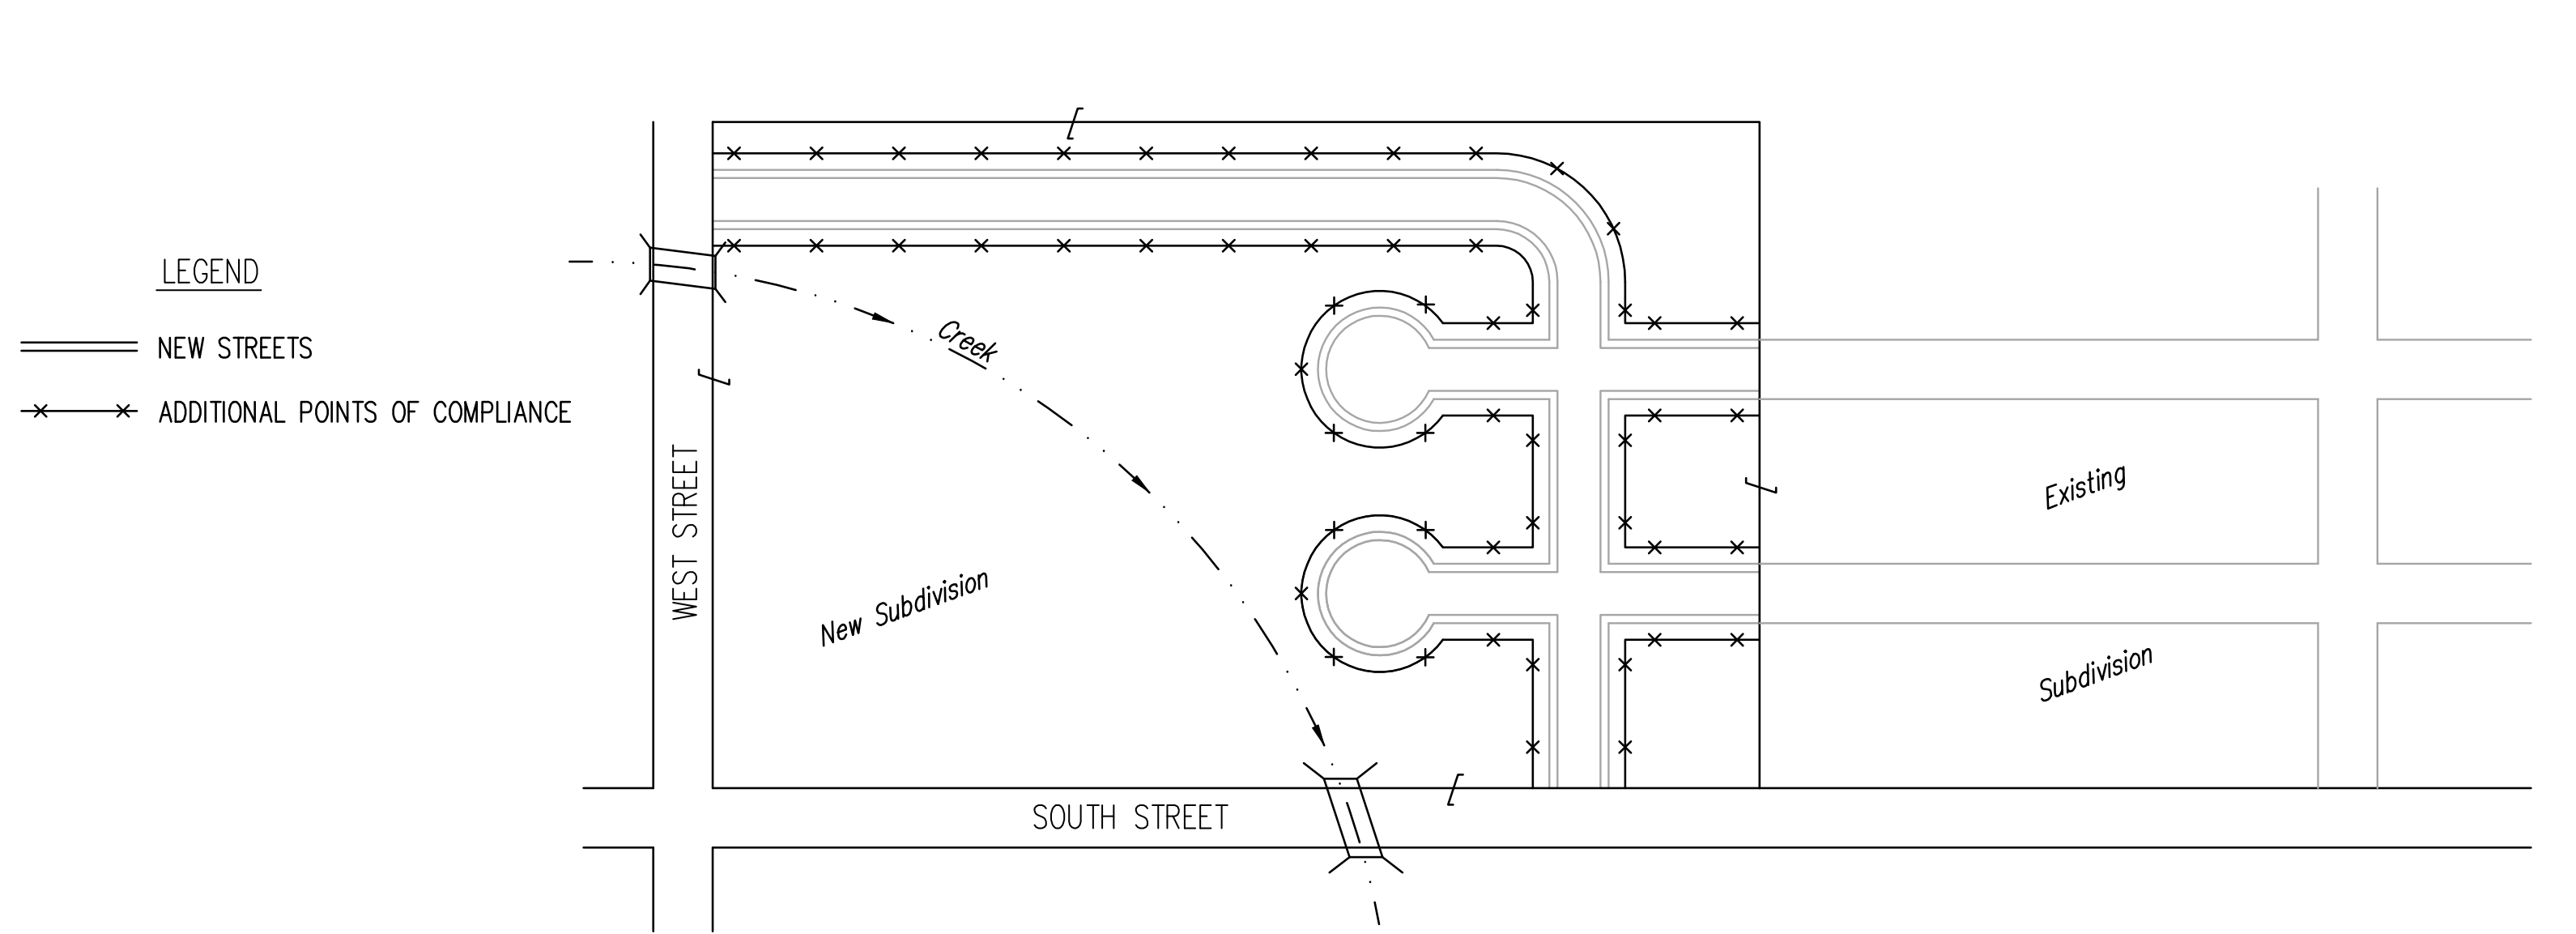 LEGEND
NEW STREETS
ADDITIONAL POINTS OF COMPLIANCE
WEST STREET
Creek
New Subdivision
SOUTH STREET
Existing
Subdivision